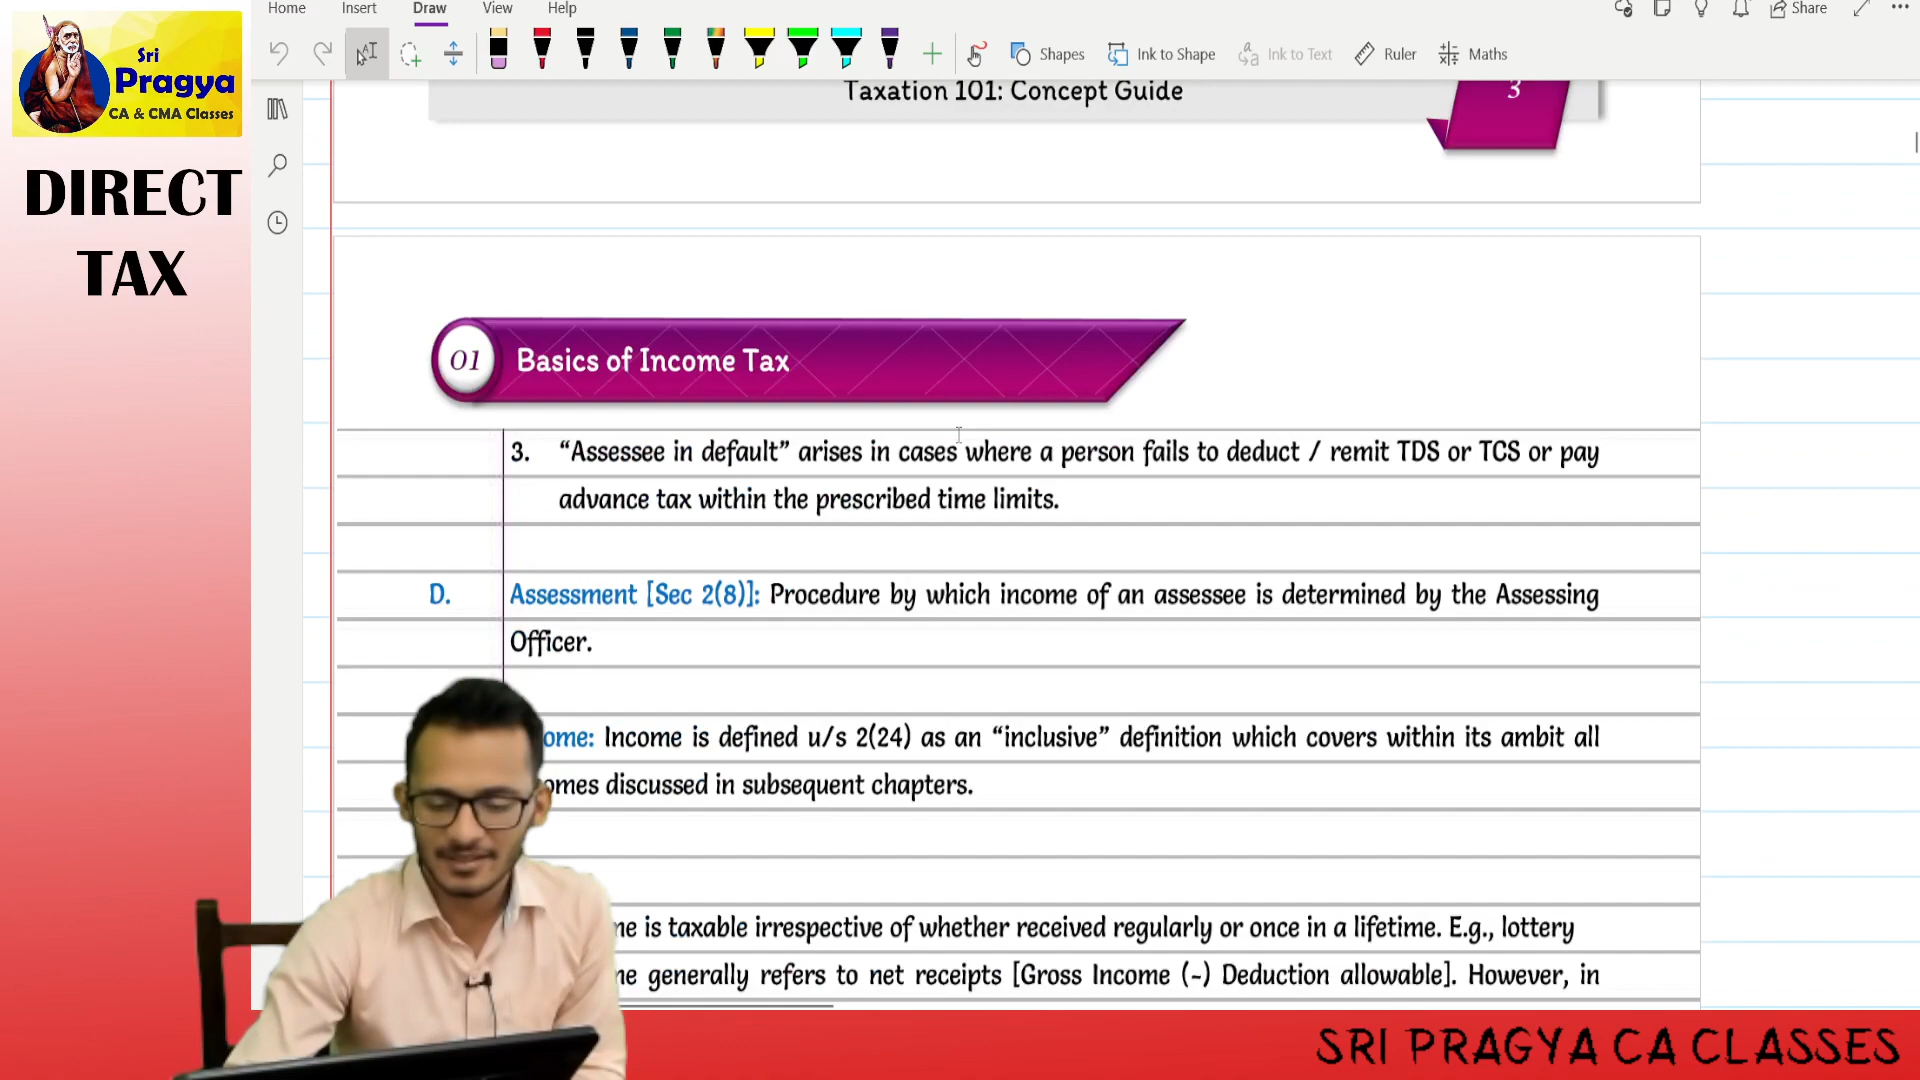 Sri
Pragya
CA & CMA Classes
DIRECT
TAX
Home Insert Draw View Help
Share
Shapes Ink to Shape Ink to Text Ruler Maths
Taxation 101: Concept Guide
3
01 Basics of Income Tax
3. “Assessee in default” arises in cases where a person fails to deduct / remit TDS or TCS or pay
advance tax within the prescribed time limits.
D. Assessment [Sec 2(8)]: Procedure by which income of an assessee is determined by the Assessing
Officer.
ome: Income is defined u/s 2(24) as an “inclusive” definition which covers within its ambit all
omes discussed in subsequent chapters.
ne is taxable irrespective of whether received regularly or once in a lifetime. E.g., lottery
ne generally refers to net receipts [Gross Income (-) Deduction allowable]. However, in
SRI PRAGYA CA CLASSES